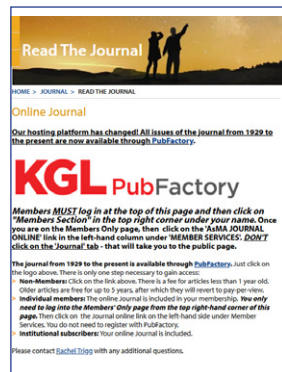 Read The Journal
HOME > JOURNAL > READ THE JOURNAL
Online Journal
Our hosting platform has changed! All issues of the journal from 1929 to
the present are now available through PubFactory.
KGL PubFactory
Members MUST log in at the top of this page and then click on
"Members Section" in the top right corner under your name. Once
you are on the Members Only page, then click on the 'AsMA JOURNAL
ONLINE' link in the left-hand column under 'MEMBER SERVICES'. DON'T
click on the 'Journal' tab - that will take you to the public page.
The journal from 1929 to the present is available through PubFactory. Just click on
the logo above. There is only one step necessary to gain access:
Non-Members: Click on the link above. There is a fee for articles less than 1 year old.
Older articles are free for up to 5 years, after which they will revert to pay-per-view.
Individual members: The online Journal is included in your membership. You only
need to log into the Members' Only page from the top right-hand corner of this
page. Then click on the Journal online link on the left-hand side under Member
Services. You do not need to register with PubFactory.
Institutional subscribers: Your online Journal is included.
Please contact Rachel Trigg with any additional questions.